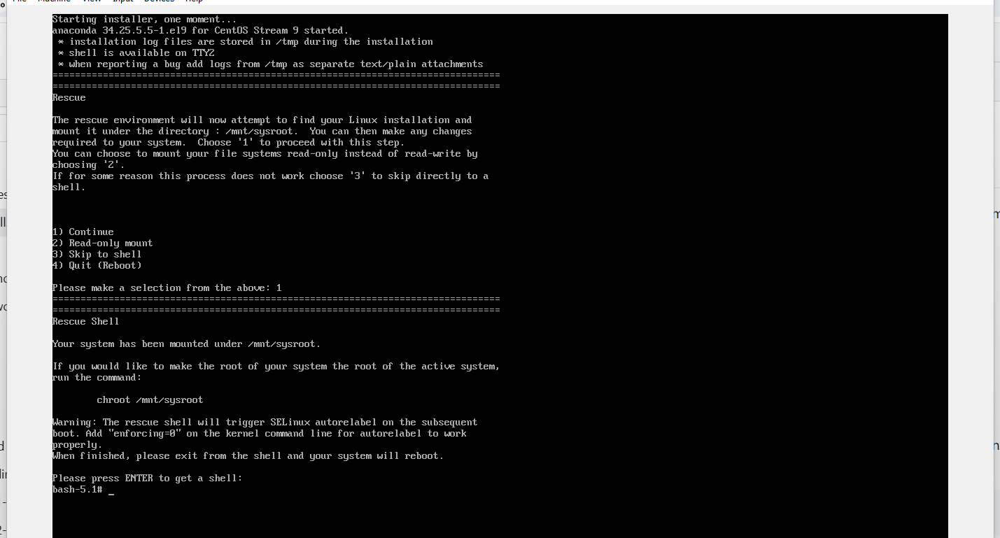 File Machine View Input Devices Help
Starting installer, one moment...
anaconda 34.25.5.5-1.el9 for CentOS Stream 9 started.
* installation log files are stored in /tmp during the installation
* shell is available on TTY2
* when reporting a bug add logs from /tmp as separate text/plain attachments
================================================================================
================================================================================
Rescue
The rescue environment will now attempt to find your Linux installation and
mount it under the directory : /mnt/sysroot.  You can then make any changes
required to your system.  Choose '1' to proceed with this step.
You can choose to mount your file systems read-only instead of read-write by
choosing '2'.
If for some reason this process does not work choose '3' to skip directly to a
shell.
1) Continue
2) Read-only mount
3) Skip to shell
4) Quit (Reboot)
Please make a selection from the above: 1
================================================================================
================================================================================
Rescue Shell
Your system has been mounted under /mnt/sysroot.
If you would like to make the root of your system the root of the active system,
run the command:
chroot /mnt/sysroot
Warning: The rescue shell will trigger SELinux autorelabel on the subsequent
boot. Add "enforcing=0" on the kernel command line for autorelabel to work
properly.
When finished, please exit from the shell and your system will reboot.
Please press ENTER to get a shell:
bash-5.1# _